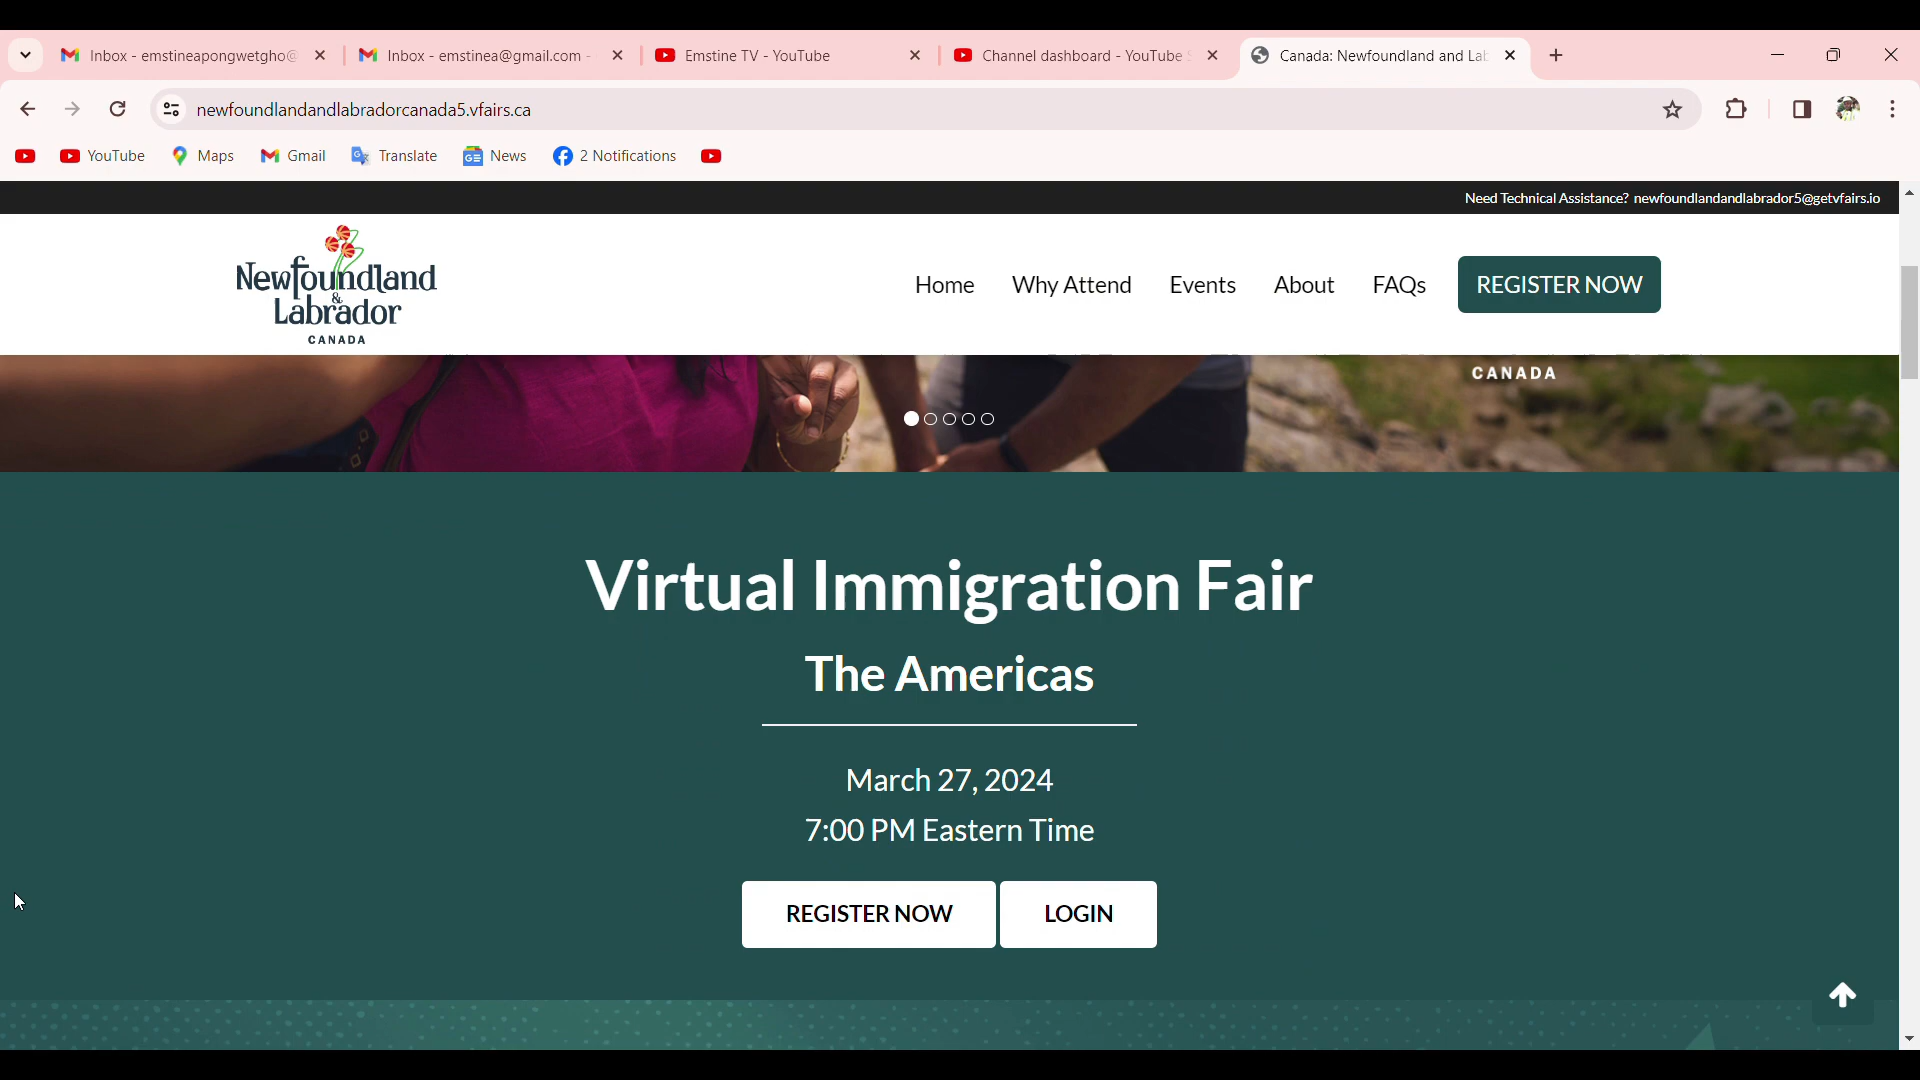 Inbox - emstineapongwetgho@
Inbox - emstinea@gmail.com -
Emstine TV - YouTube
Channel dashboard - YouTube S
Canada: Newfoundland and Lab
newfoundlandandlabradorcanada5.vfairs.ca
YouTube
Maps
Gmail
Translate
News
2 Notifications
Need Technical Assistance? newfoundlandandlabrador5@getvfairs.io
Newfoundland
&
Labrador
CANADA
Home
Why Attend
Events
About
FAQs
REGISTER NOW
CANADA
Virtual Immigration Fair
The Americas
March 27, 2024
7:00 PM Eastern Time
REGISTER NOW
LOGIN